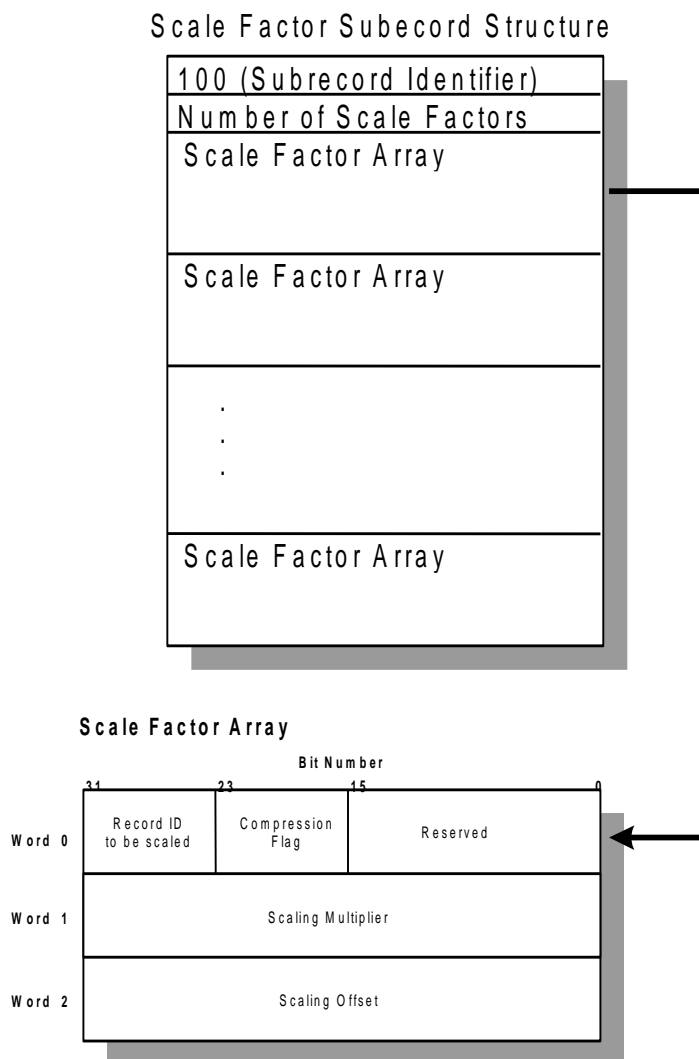 Scale Factor Subecord Structure
100 (Subrecord Identifier)
Number of Scale Factors
Scale Factor Array
Scale Factor Array
.
.
.
Scale Factor Array
Scale Factor Array
Bit Number
31 23 15 0
Word 0
Record ID
to be scaled
Compression
Flag
Reserved
Word 1
Scaling Multiplier
Word 2
Scaling Offset